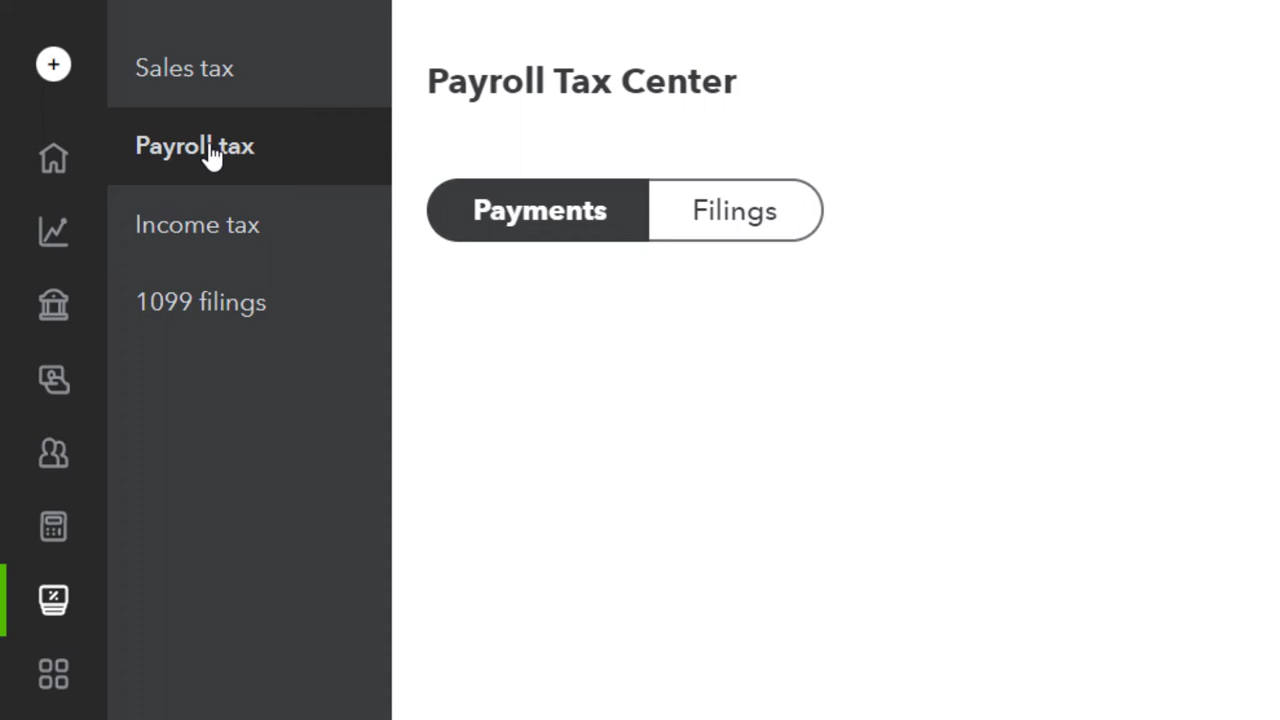 Sales tax
Payroll tax
Income tax
1099 filings
Payroll Tax Center
Payments
Filings